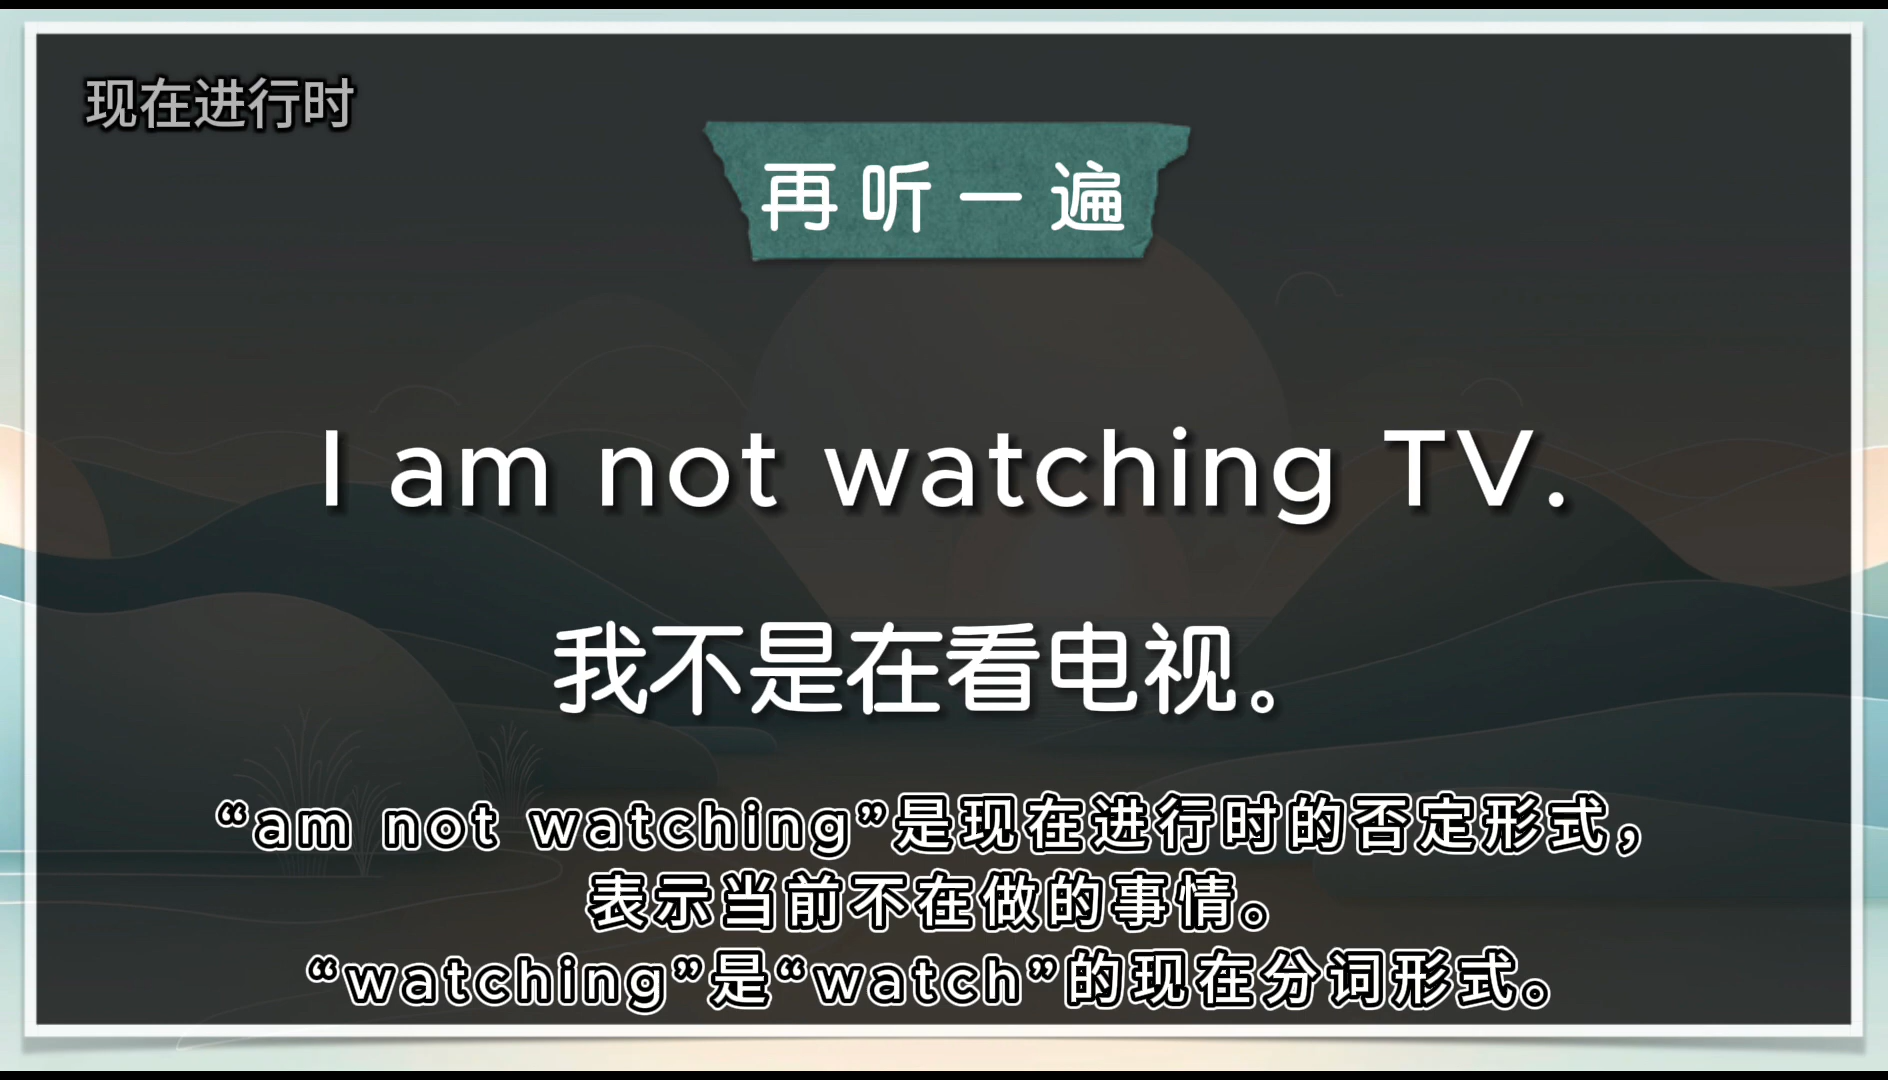 现在进行时
再听一遍
I am not watching TV.
我不是在看电视。
“am not watching”是现在进行时的否定形式，
表示当前不在做的事情。
“watching”是“watch”的现在分词形式。